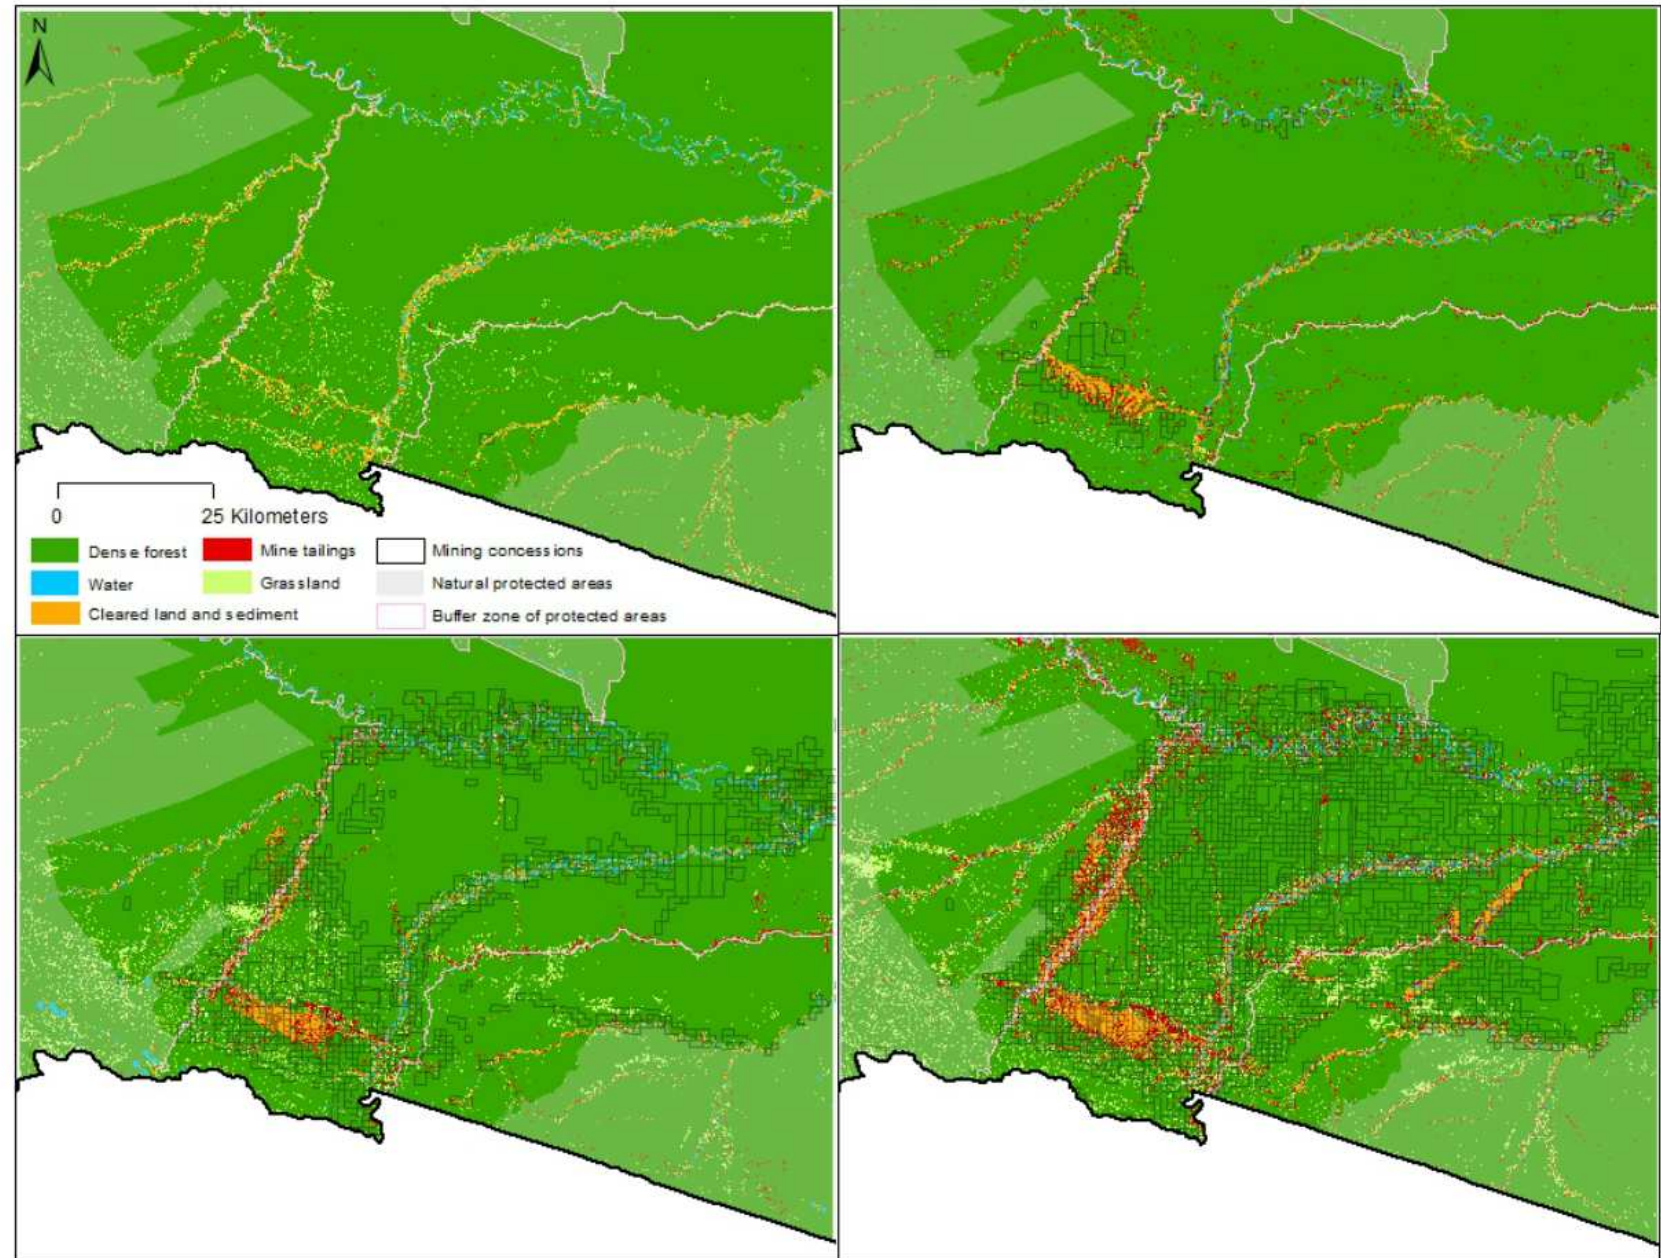 N
0 25 Kilometers
Dense forest Mine tailings Mining concessions
Water Grassland Natural protected areas
Cleared land and sediment Buffer zone of protected areas